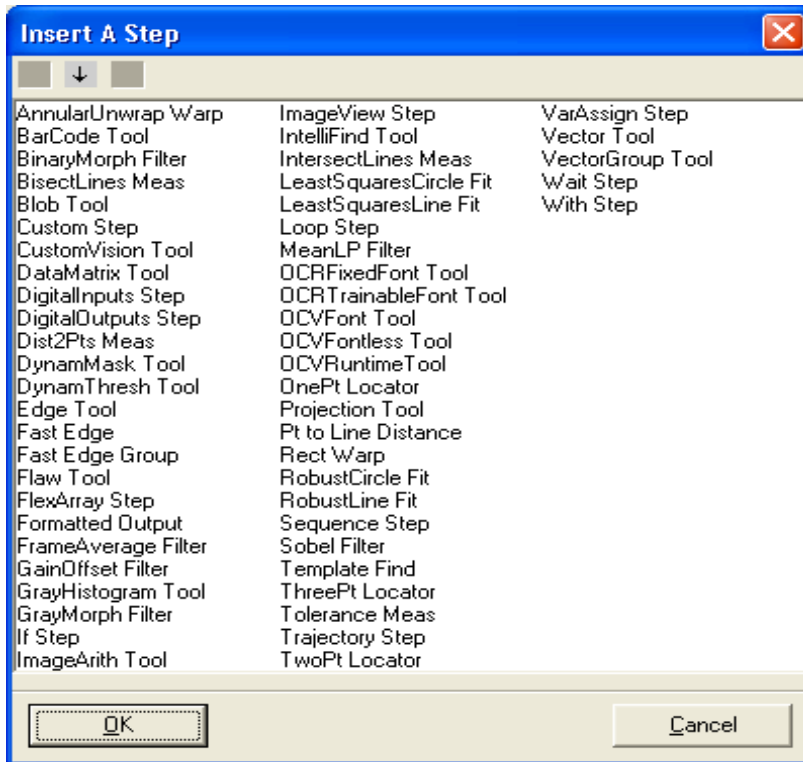 Insert A Step
AnnularUnwrap Warp
BarCode Tool
BinaryMorph Filter
BisectLines Meas
Blob Tool
Custom Step
CustomVision Tool
DataMatrix Tool
DigitalInputs Step
DigitalOutputs Step
Dist2Pts Meas
DynamMask Tool
DynamThresh Tool
Edge Tool
Fast Edge
Fast Edge Group
Flaw Tool
FlexArray Step
Formatted Output
FrameAverage Filter
GainOffset Filter
GrayHistogram Tool
GrayMorph Filter
If Step
ImageArith Tool
ImageView Step
IntelliFind Tool
IntersectLines Meas
LeastSquaresCircle Fit
LeastSquaresLine Fit
Loop Step
MeanLP Filter
OCRFixedFont Tool
OCRTrainableFont Tool
OCVFont Tool
OCVFontless Tool
OCVRuntimeTool
OnePt Locator
Projection Tool
Pt to Line Distance
Rect Warp
RobustCircle Fit
RobustLine Fit
Sequence Step
Sobel Filter
Template Find
ThreePt Locator
Tolerance Meas
Trajectory Step
TwoPt Locator
VarAssign Step
Vector Tool
VectorGroup Tool
Wait Step
With Step
OK
Cancel